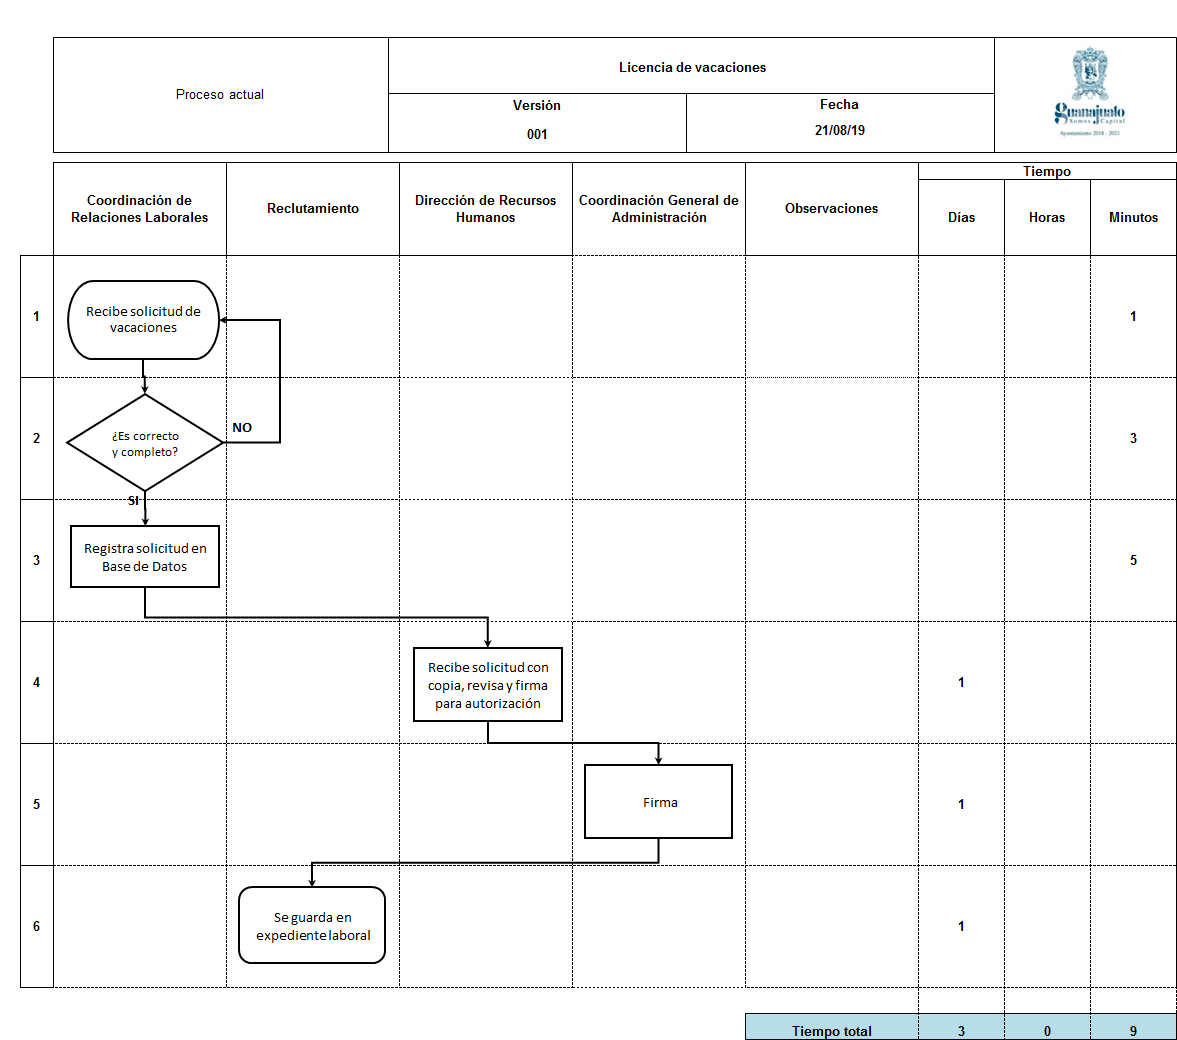 Proceso actual
Licencia de vacaciones
Versión
001
Fecha
21/08/19
Guanajuato
Somos Capital
Ayuntamiento 2018 - 2021
Coordinación de
Relaciones Laborales
Reclutamiento
Dirección de Recursos
Humanos
Coordinación General de
Administración
Observaciones
Tiempo
Días
Horas
Minutos
1
Recibe solicitud de
vacaciones
1
2
¿Es correcto
y completo?
NO
3
SI
3
Registra solicitud en
Base de Datos
5
4
Recibe solicitud con
copia, revisa y firma
para autorización
1
5
Firma
1
6
Se guarda en
expediente laboral
1
Tiempo total
3
0
9